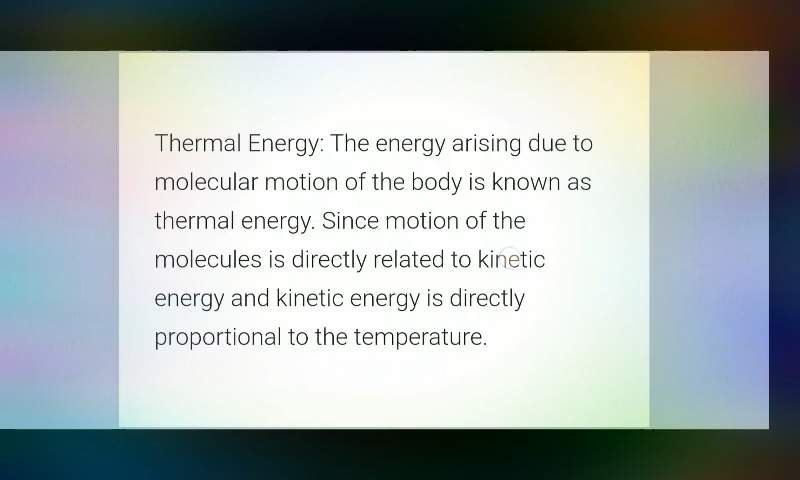 Thermal Energy: The energy arising due to
molecular motion of the body is known as
thermal energy. Since motion of the
molecules is directly related to kinetic
energy and kinetic energy is directly
proportional to the temperature.